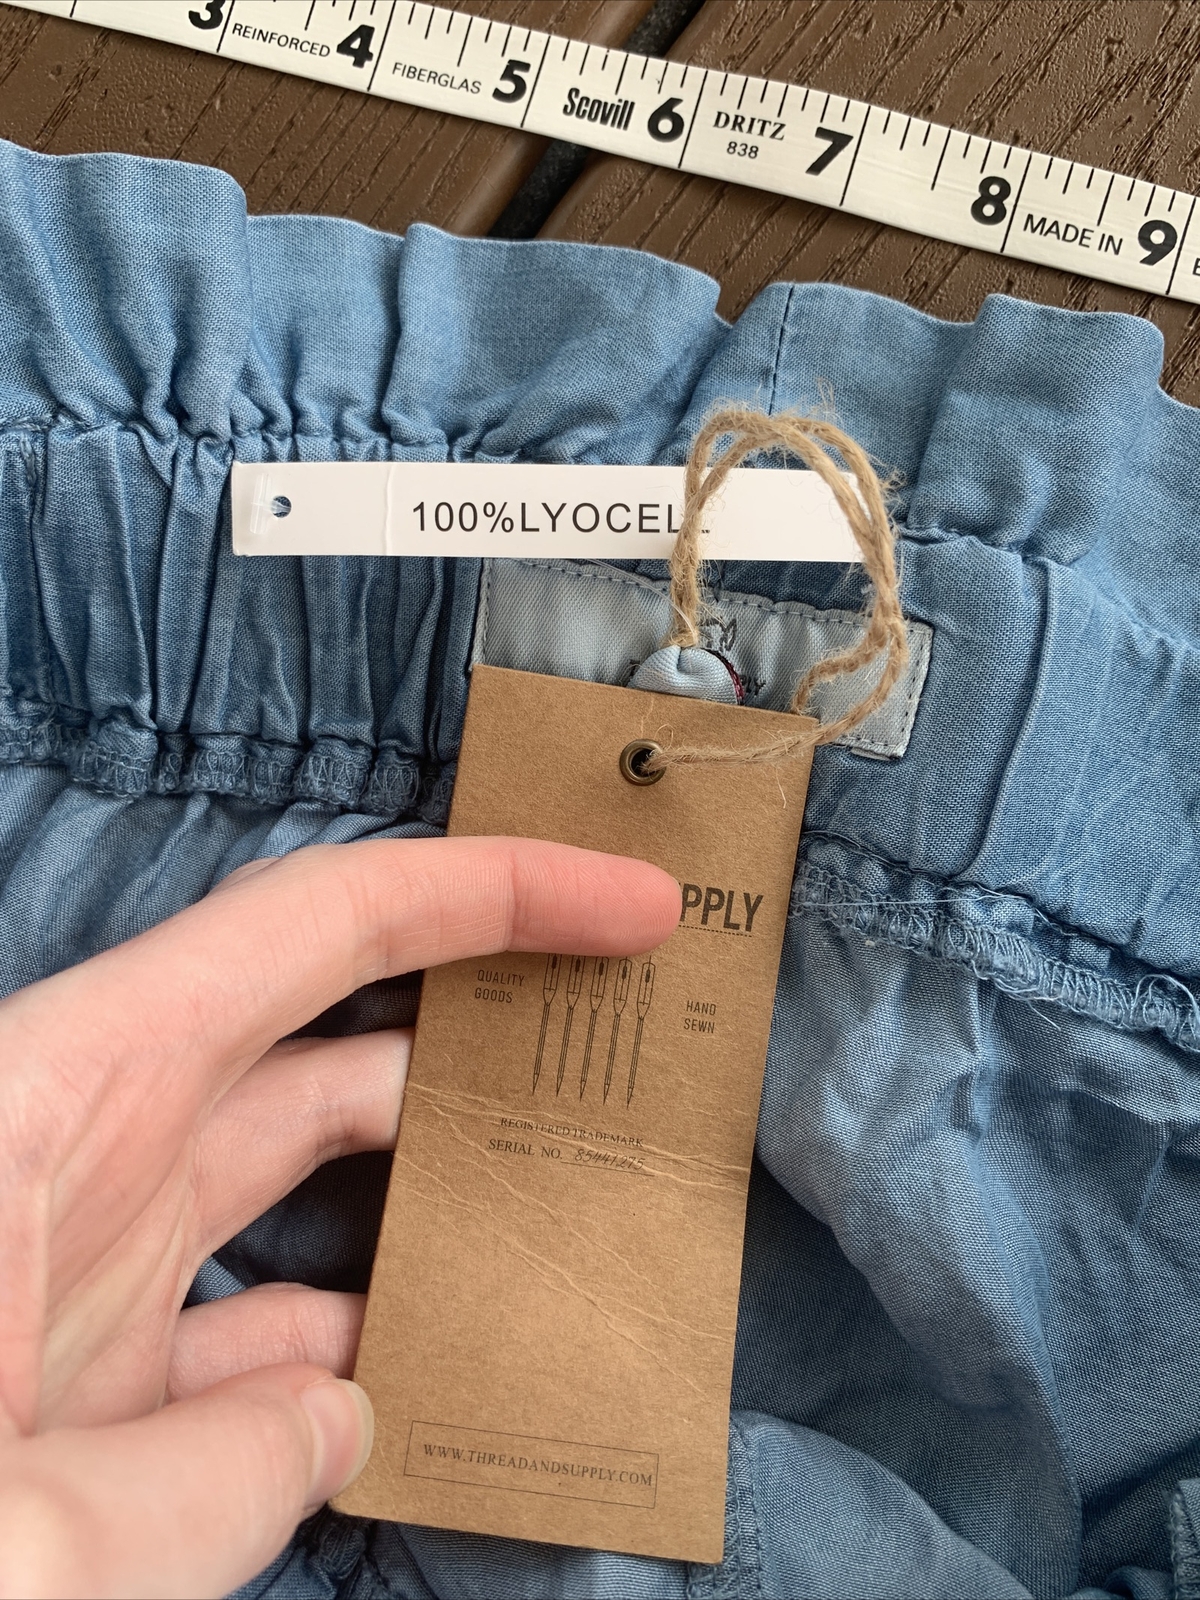 3
REINFORCED 4
FIBERGLAS 5
Scovill 6
DRITZ
838
7
8
MADE IN 9
100%LYOCELL
PPLY
QUALITY
GOODS
HAND
SEWN
REGISTERED TRADEMARK
SERIAL NO. 85441275
WWW.THREADANDSUPPLY.COM